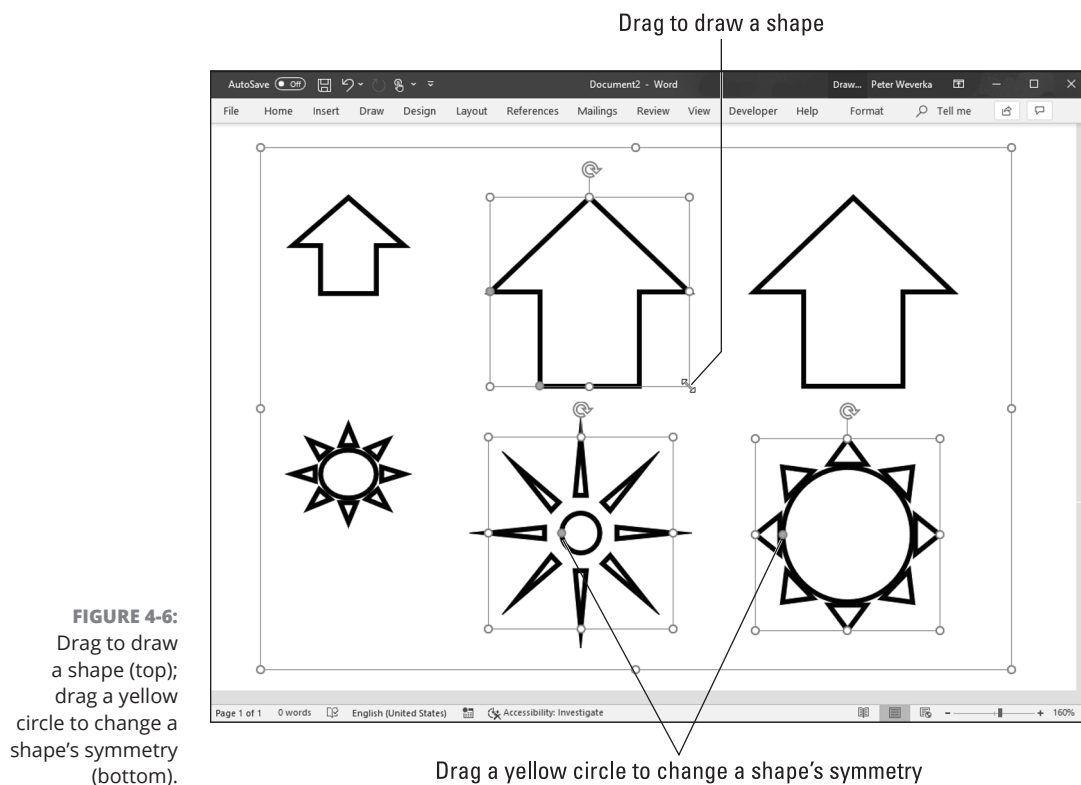 Drag to draw a shape
AutoSave Off Document2 - Word Draw... Peter Weverka
File Home Insert Draw Design Layout References Mailings Review View Developer Help Format Tell me
FIGURE 4-6:
Drag to draw
a shape (top);
drag a yellow
circle to change a
shape’s symmetry
(bottom).
Page 1 of 1 0 words English (United States) Accessibility: Investigate 160%
Drag a yellow circle to change a shape’s symmetry